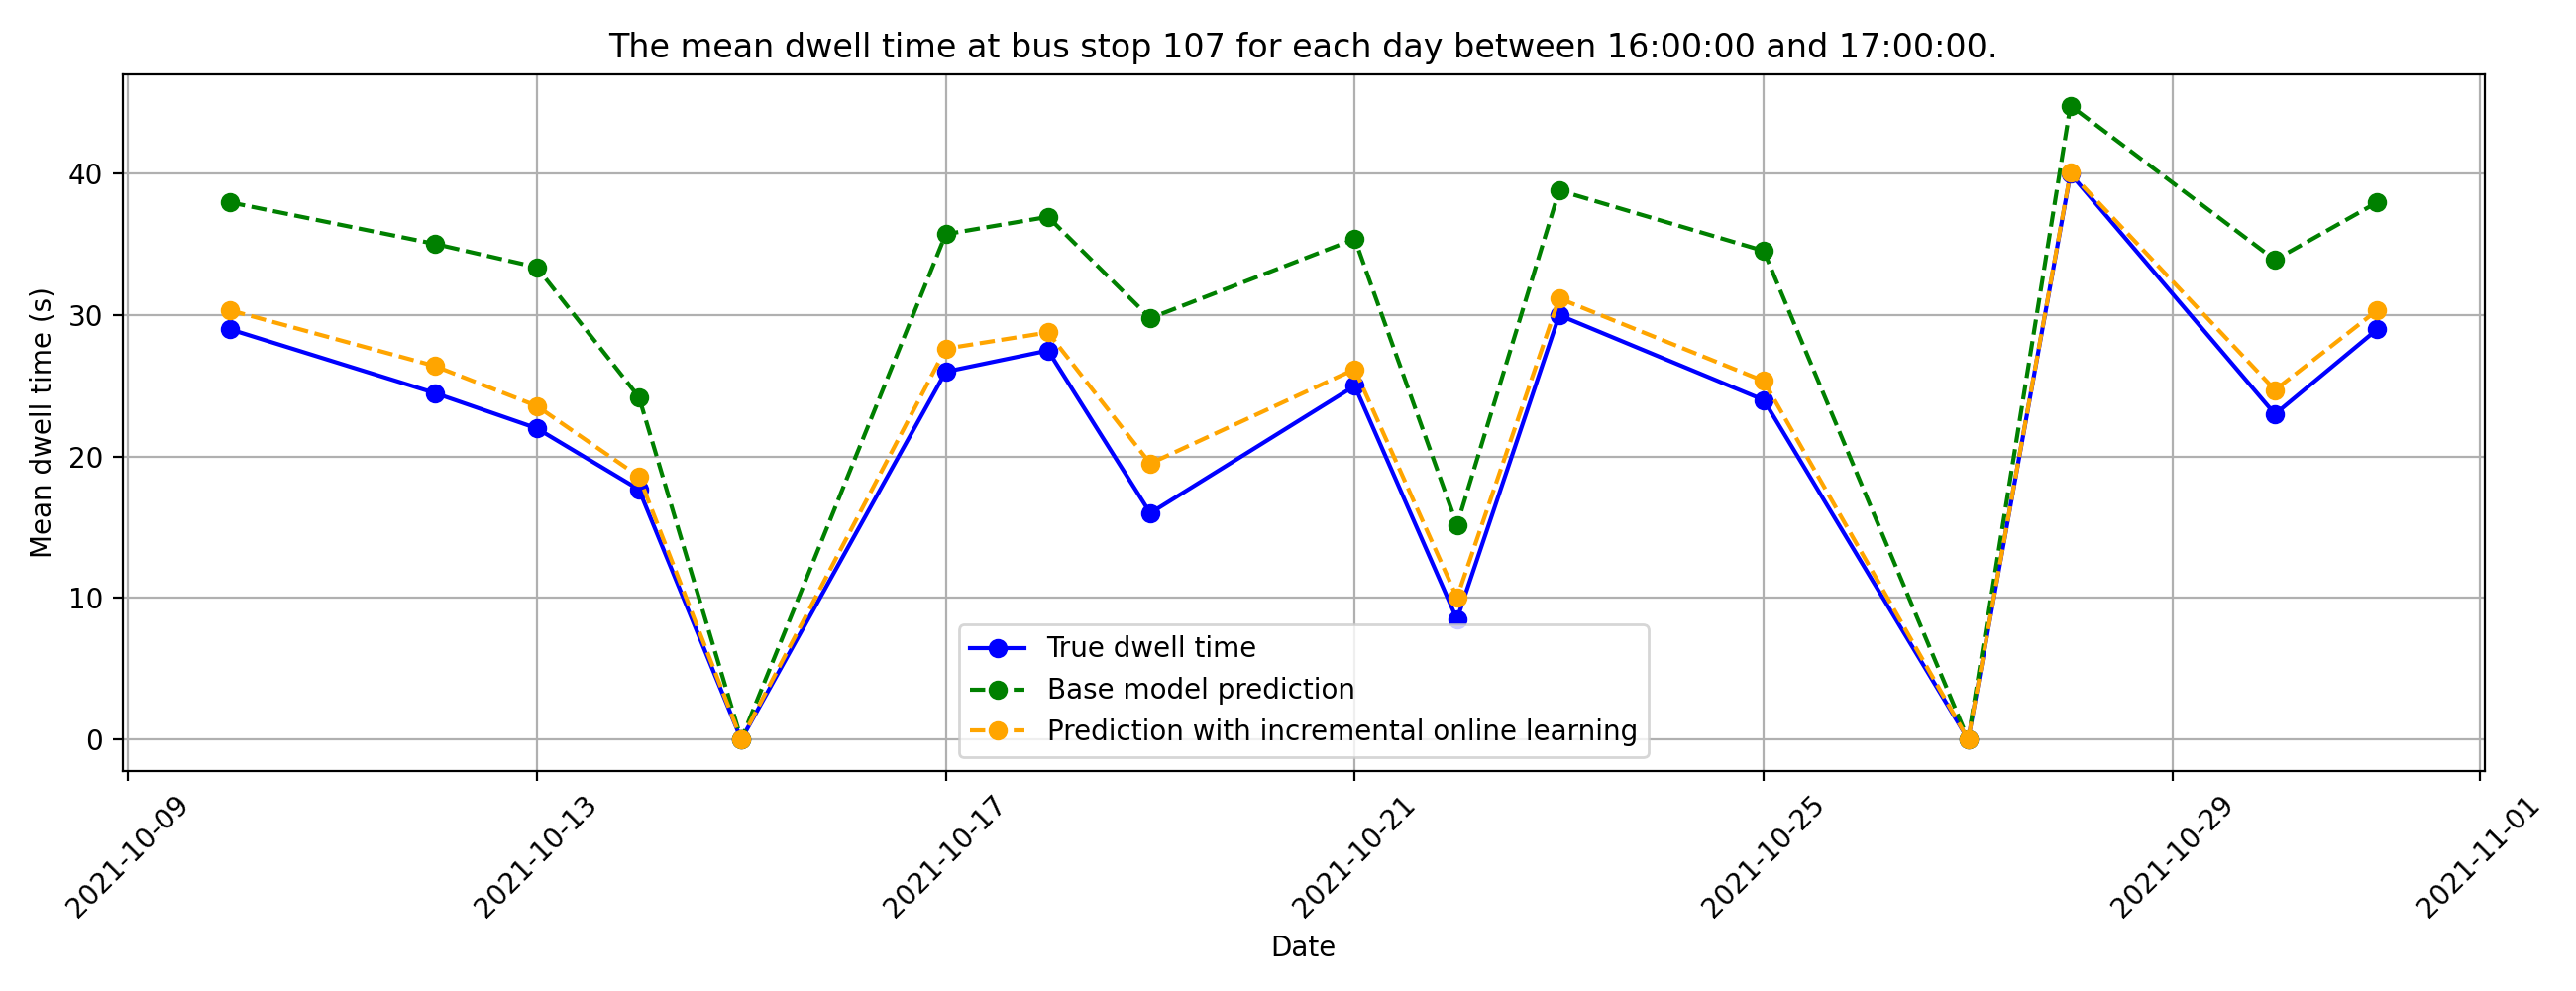 The mean dwell time at bus stop 107 for each day between 16:00:00 and 17:00:00.
Mean dwell time (s)
40
30
20
10
0
True dwell time
Base model prediction
Prediction with incremental online learning
2021-10-09
2021-10-13
2021-10-17
2021-10-21
2021-10-25
2021-10-29
2021-11-01
Date